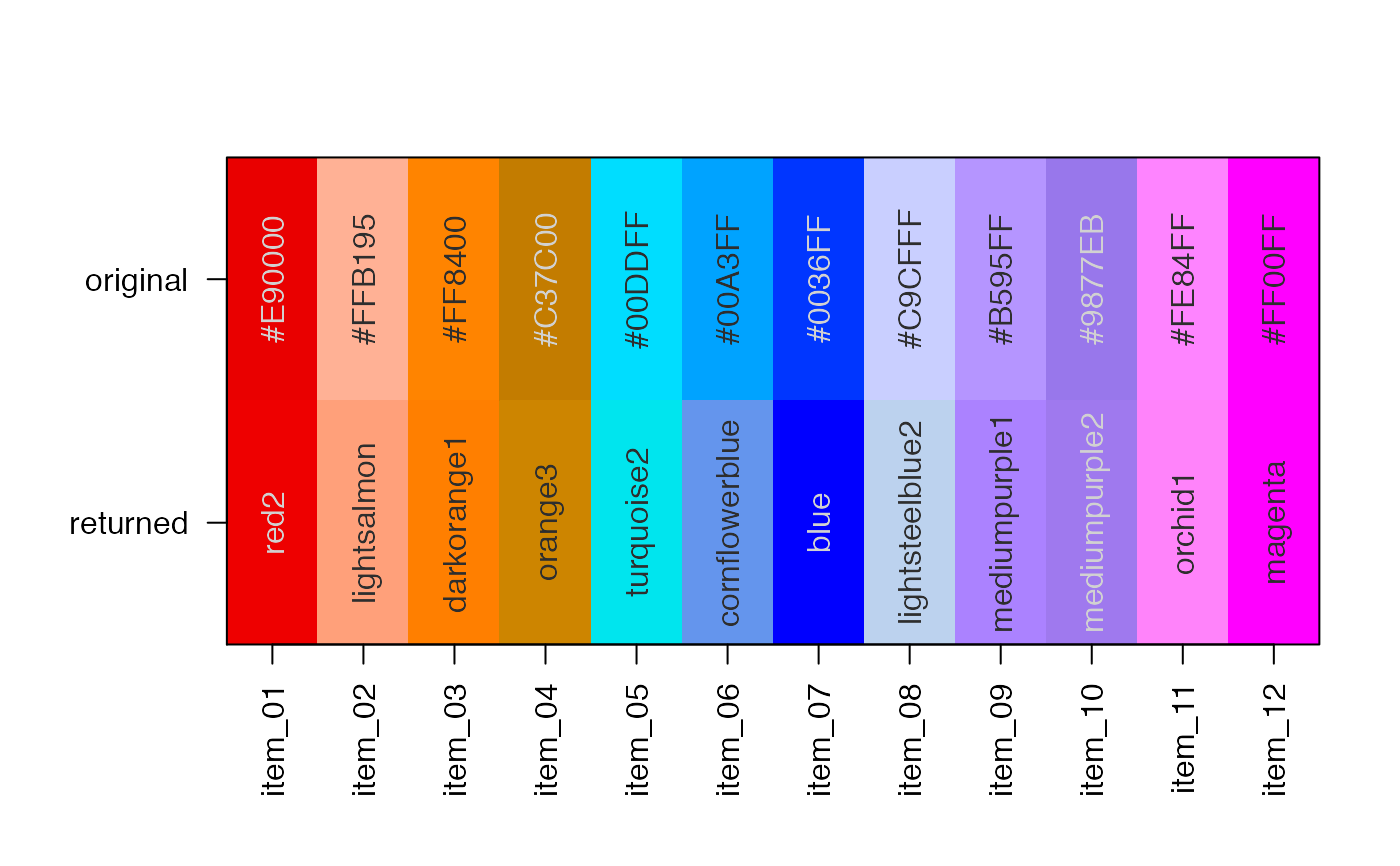 original
#E90000
#FFB195
#FF8400
#C37C00
#00DDFF
#00A3FF
#0036FF
#C9CFFF
#B595FF
#9877EB
#FE84FF
#FF00FF
returned
red2
lightsalmon
darkorange1
orange3
turquoise2
cornflowerblue
blue
lightsteelblue2
mediumpurple1
mediumpurple2
orchid1
magenta
item_01
item_02
item_03
item_04
item_05
item_06
item_07
item_08
item_09
item_10
item_11
item_12